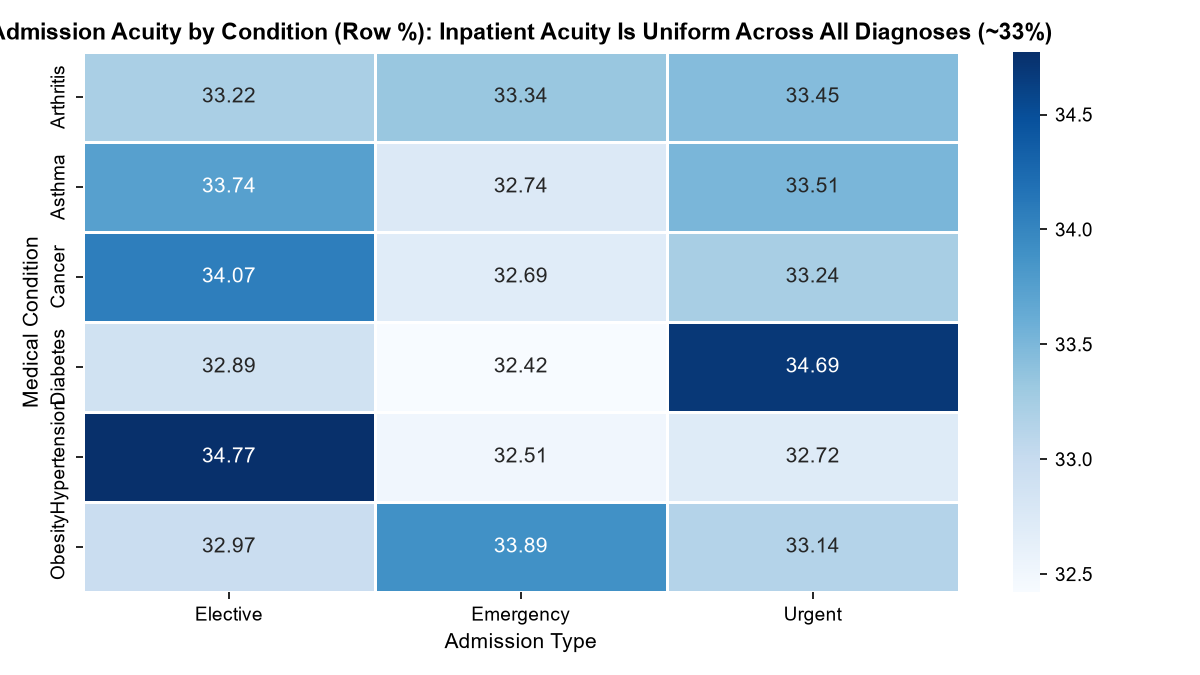 Admission Acuity by Condition (Row %): Inpatient Acuity Is Uniform Across All Diagnoses (~33%)
Medical Condition
Arthritis
33.22
33.34
33.45
Asthma
33.74
32.74
33.51
Cancer
34.07
32.69
33.24
Diabetes
32.89
32.42
34.69
Hypertension
34.77
32.51
32.72
Obesity
32.97
33.89
33.14
Elective
Emergency
Urgent
Admission Type
34.5
34.0
33.5
33.0
32.5